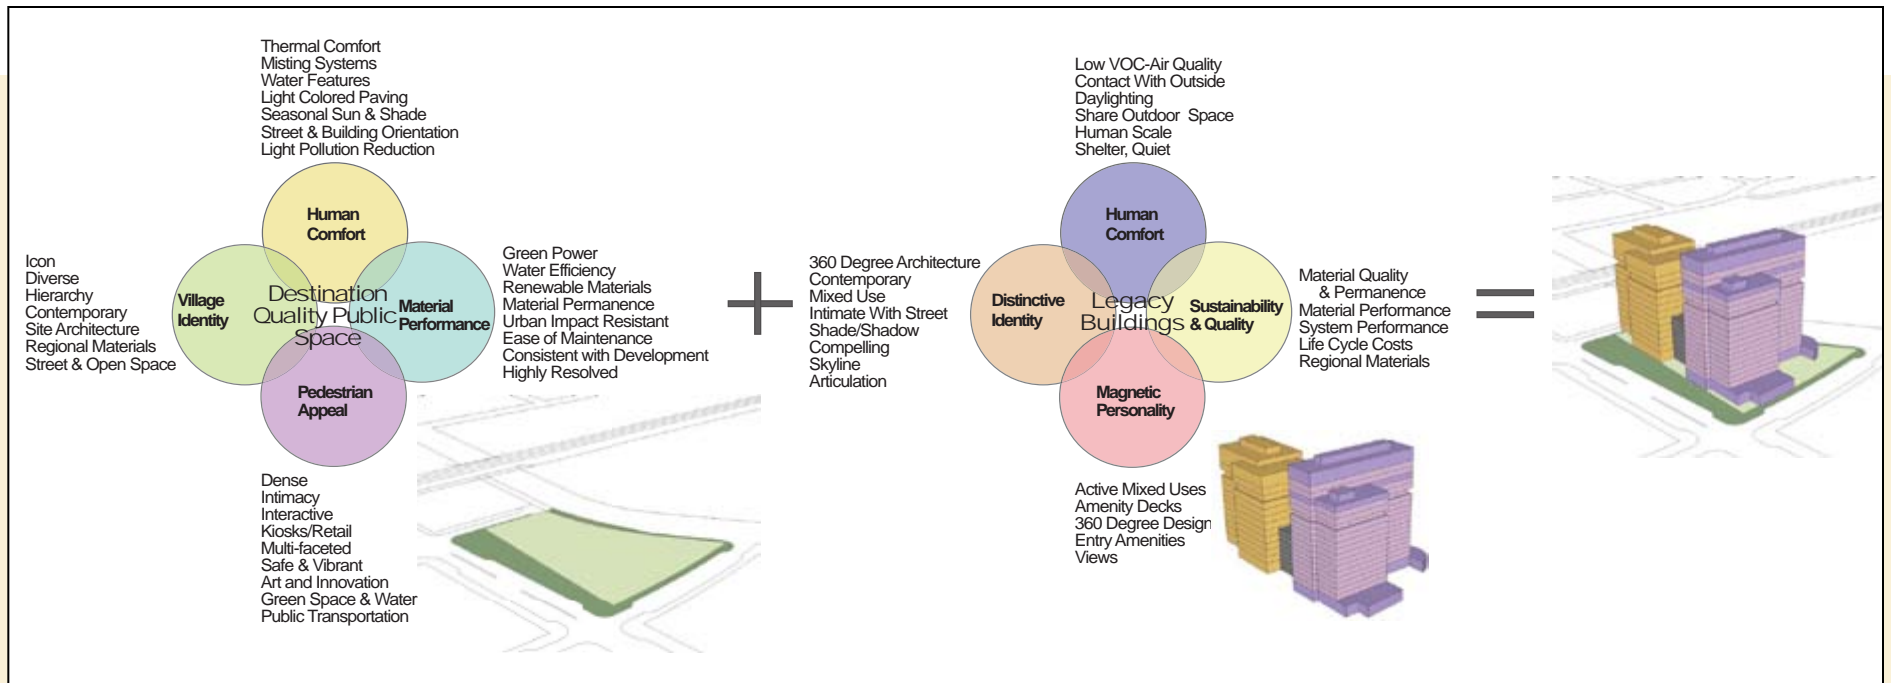 Thermal Comfort
Misting Systems
Water Features
Light Colored Paving
Seasonal Sun & Shade
Street & Building Orientation
Light Pollution Reduction
Human
Comfort
Icon
Diverse
Hierarchy
Contemporary
Site Architecture
Regional Materials
Street & Open Space
Village
Identity
Destination
Quality Public
Space
Material
Performance
Green Power
Water Efficiency
Renewable Materials
Material Permanence
Urban Impact Resistant
Ease of Maintenance
Consistent with Development
Highly Resolved
Pedestrian
Appeal
Dense
Intimacy
Interactive
Kiosks/Retail
Multi-faceted
Safe & Vibrant
Art and Innovation
Green Space & Water
Public Transportation
+
Low VOC-Air Quality
Contact With Outside
Daylighting
Share Outdoor Space
Human Scale
Shelter, Quiet
Human
Comfort
360 Degree Architecture
Contemporary
Mixed Use
Intimate With Street
Shade/Shadow
Compelling
Skyline
Articulation
Distinctive
Identity
Legacy
Buildings
Sustainability
& Quality
Material Quality
& Permanence
Material Performance
System Performance
Life Cycle Costs
Regional Materials
Magnetic
Personality
Active Mixed Uses
Amenity Decks
360 Degree Design
Entry Amenities
Views
=